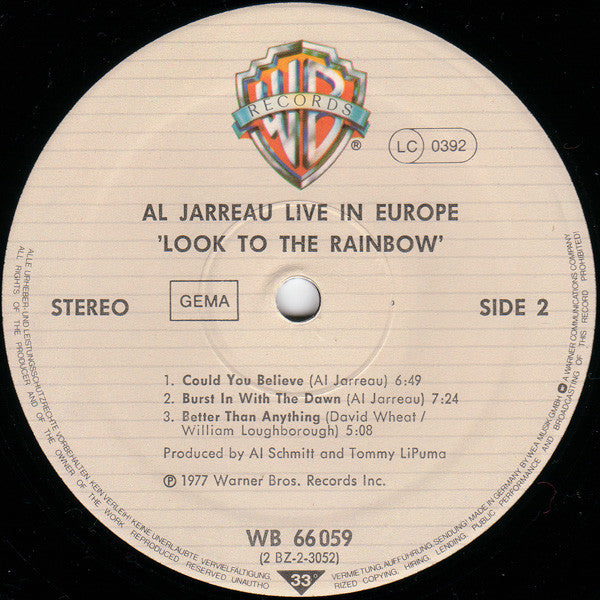 WB
RECORDS
®
LC 0392
AL JARREAU LIVE IN EUROPE
'LOOK TO THE RAINBOW'
STEREO
GEMA
SIDE 2
1. Could You Believe (Al Jarreau) 6:49
2. Burst In With The Dawn (Al Jarreau) 7:24
3. Better Than Anything (David Wheat /
William Loughborough) 5:08
Produced by Al Schmitt and Tommy LiPuma
℗ 1977 Warner Bros. Records Inc.
WB 66 059
(2 BZ-2-3052)
33
ALLE URHEBER- UND LEISTUNGSSCHUTZRECHTE VORBEHALTEN. KEIN VERLEIH! KEINE UNERLAUBTE VERVIELFÄLTIGUNG,
VERMIETUNG, AUFFÜHRUNG, SENDUNG! MADE IN GERMANY BY WEA MUSIK GMBH A WARNER COMMUNICATIONS COMPANY
ALL RIGHTS OF THE PRODUCER AND OF THE OWNER OF THE WORK REPRODUCED RESERVED. UNAUTHO
RIZED COPYING, HIRING, LENDING, PUBLIC PERFORMANCE AND BROADCASTING OF THIS RECORD PROHIBITED!